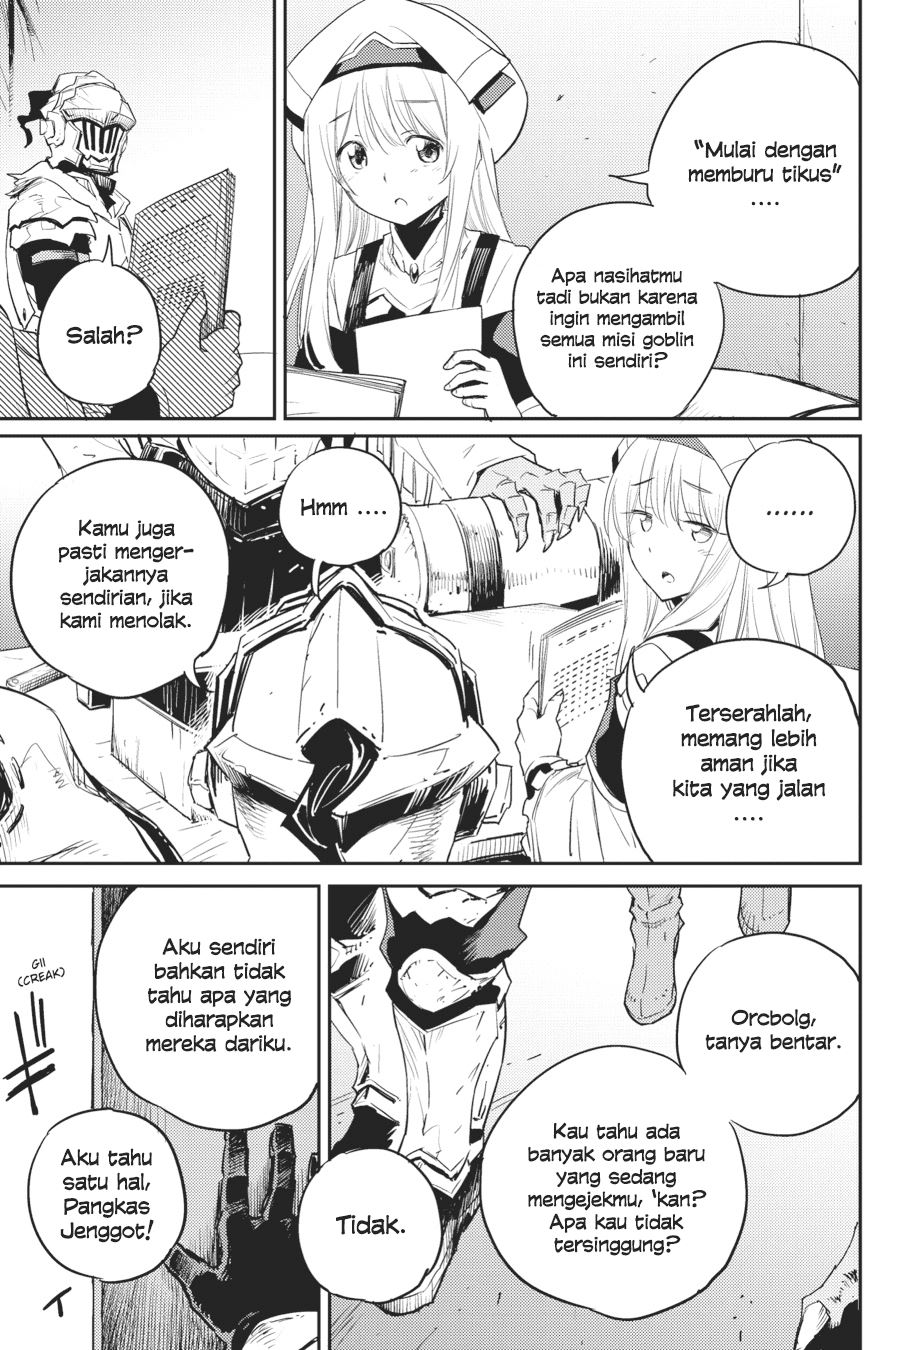 “Mulai dengan
memburu tikus”
....
Apa nasihatmu
tadi bukan karena
ingin mengambil
semua misi goblin
ini sendiri?
Salah?
......
Terserahlah,
memang lebih
aman jika
kita yang jalan
....
Hmm ....
Kamu juga
pasti menger-
jakannya
sendirian, jika
kami menolak.
Orcbolg,
tanya bentar.
Kau tahu ada
banyak orang baru
yang sedang
mengejekmu, ‘kan?
Apa kau tidak
tersinggung?
Tidak.
Aku sendiri
bahkan tidak
tahu apa yang
diharapkan
mereka dariku.
GII
(CREAK)
ギ
イ
Aku tahu
satu hal,
Pangkas
Jenggot!